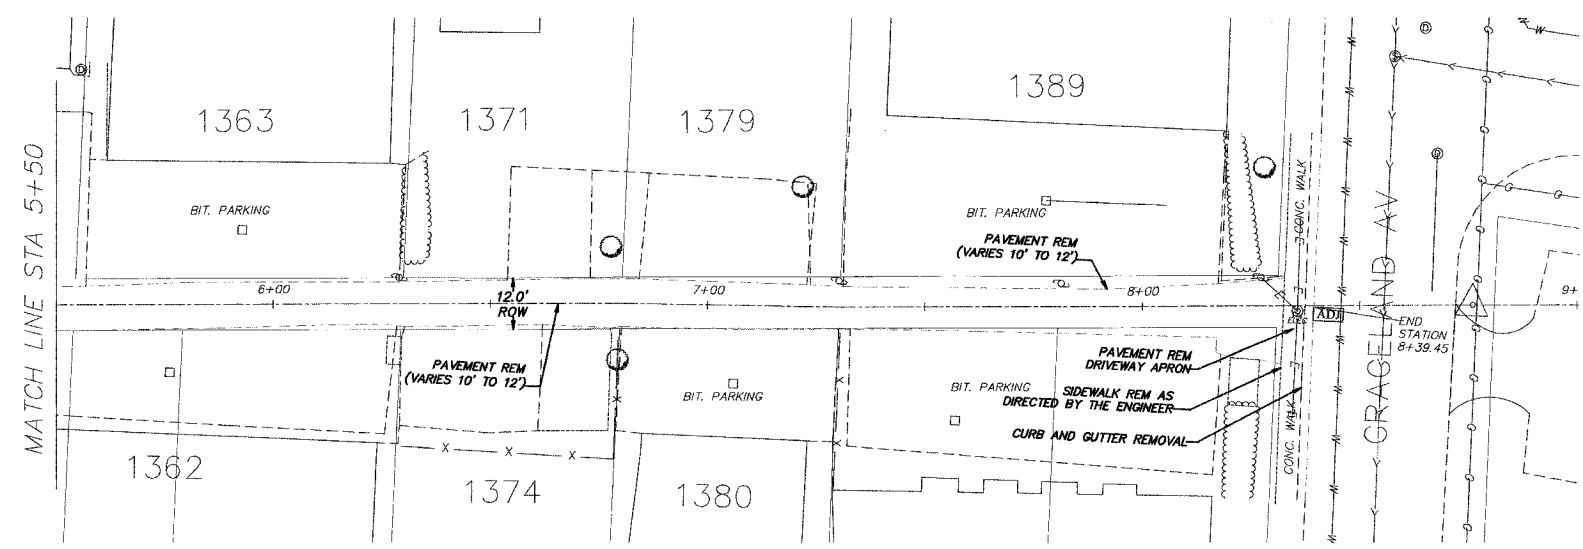 MATCH LINE STA 5+50
1363
1371
1379
1389
BIT. PARKING
BIT. PARKING
PAVEMENT REM
(VARIES 10' TO 12')
CONC. WALK
GRACELAND AV
6+00
12.0'
ROW
7+00
8+00
9+
ADJ
END
STATION
8+39.45
PAVEMENT REM
(VARIES 10' TO 12')
BIT. PARKING
BIT. PARKING
PAVEMENT REM
DRIVEWAY APRON
SIDEWALK REM AS
DIRECTED BY THE ENGINEER
CURB AND GUTTER REMOVAL
CONC. WALK
1362
1374
1380